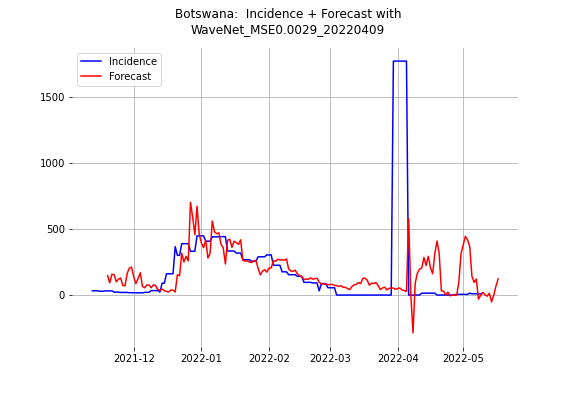 Botswana:  Incidence + Forecast with
WaveNet_MSE0.0029_20220409
Incidence
Forecast
1500
1000
500
0
2021-12 2022-01 2022-02 2022-03 2022-04 2022-05